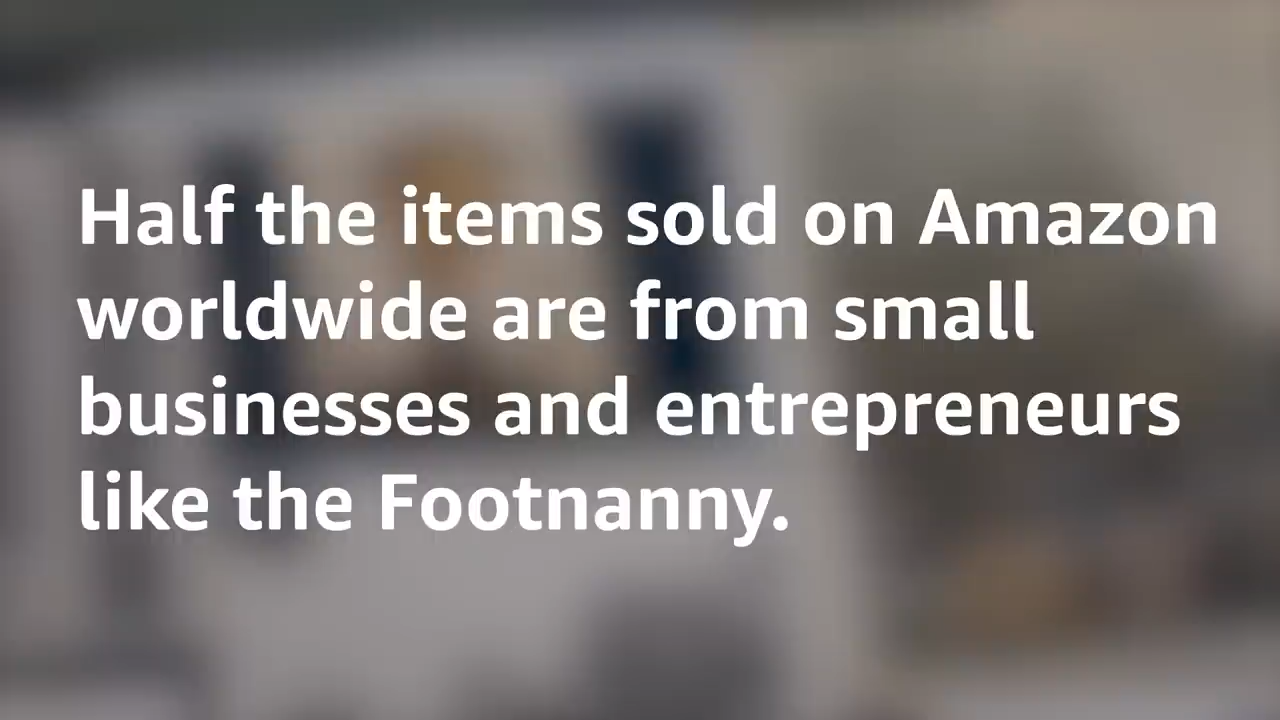 Half the items sold on Amazon
worldwide are from small
businesses and entrepreneurs
like the Footnanny.